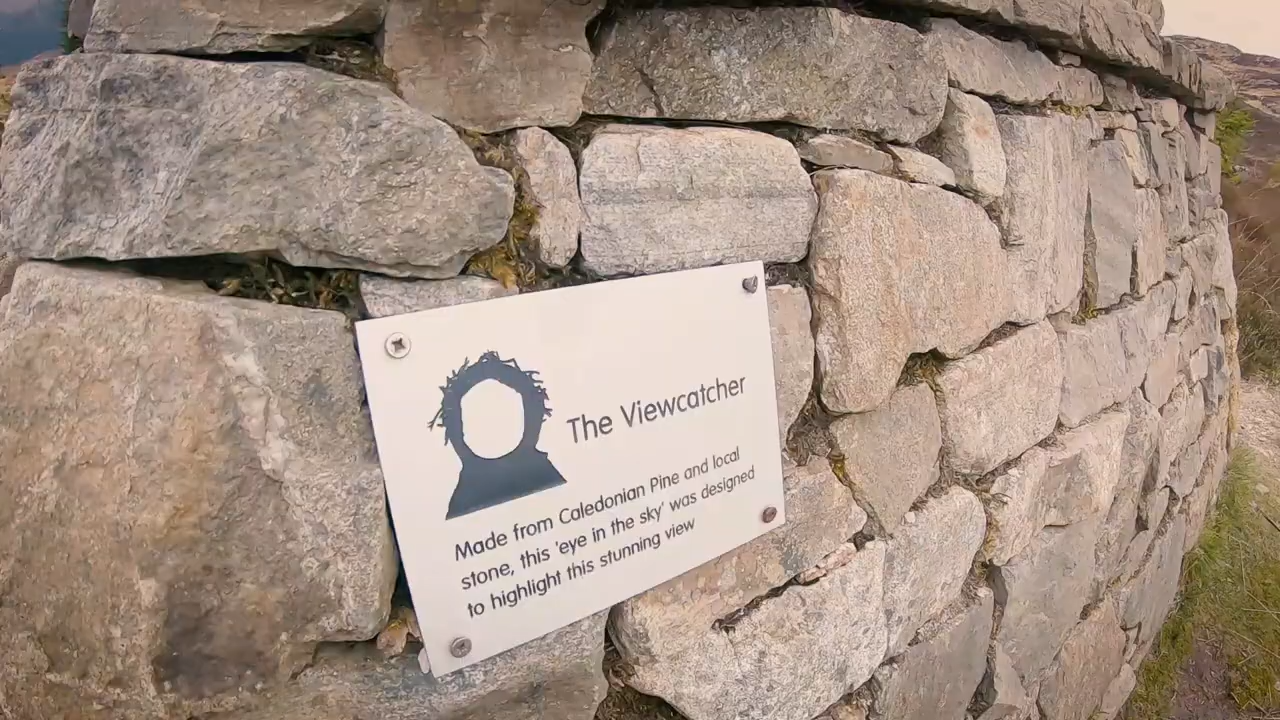 The Viewcatcher
Made from Caledonian Pine and local
stone, this 'eye in the sky' was designed
to highlight this stunning view